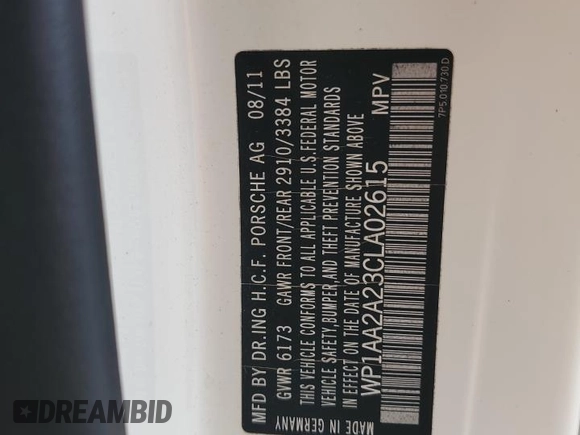 MFD BY DR.ING H.C.F. PORSCHE AG 08/11
GVWR 6173 GAWR FRONT/REAR 2910/3384 LBS
THIS VEHICLE CONFORMS TO ALL APPLICABLE U.S.FEDERAL MOTOR
VEHICLE SAFETY,BUMPER,AND THEFT PREVENTION STANDARDS
IN EFFECT ON THE DATE OF MANUFACTURE SHOWN ABOVE
WP1AA2A23CLA02615 MPV
MADE IN GERMANY
7P5.010.730.D
DREAMBID